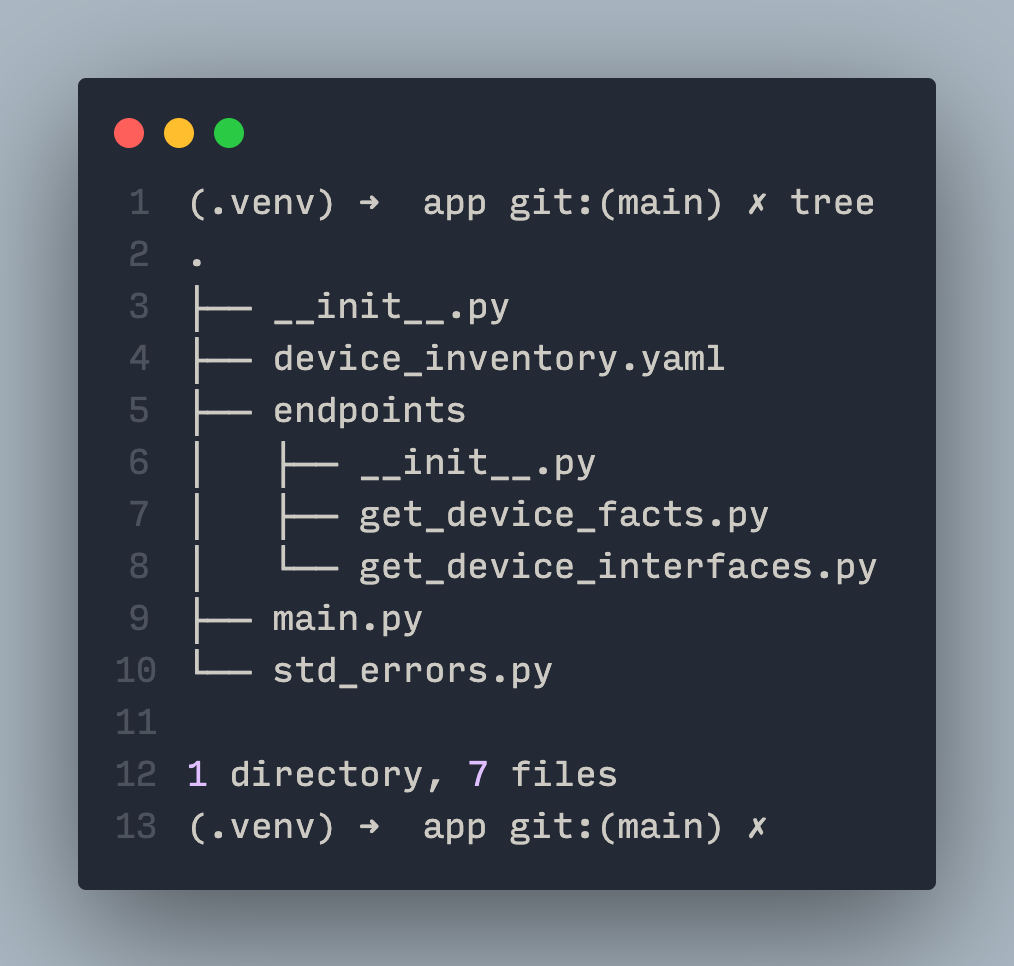 1 (.venv) ➜  app git:(main) ✗ tree
2 .
3 ├── __init__.py
4 ├── device_inventory.yaml
5 ├── endpoints
6 │   ├── __init__.py
7 │   ├── get_device_facts.py
8 │   └── get_device_interfaces.py
9 ├── main.py
10 └── std_errors.py
11
12 1 directory, 7 files
13 (.venv) ➜  app git:(main) ✗